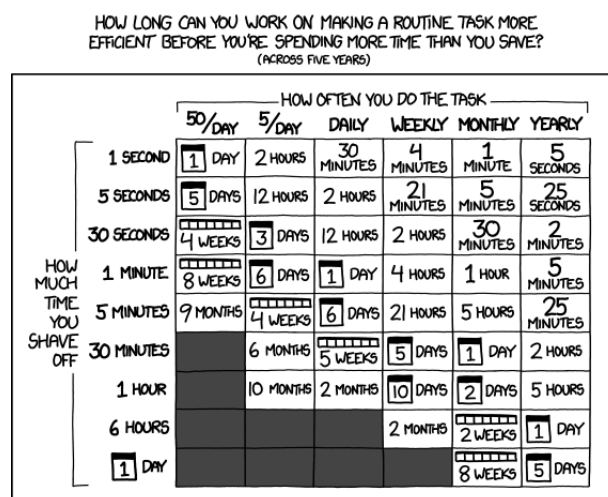 HOW LONG CAN YOU WORK ON MAKING A ROUTINE TASK MORE
EFFICIENT BEFORE YOU'RE SPENDING MORE TIME THAN YOU SAVE?
(ACROSS FIVE YEARS)
HOW OFTEN YOU DO THE TASK
50/DAY 5/DAY DAILY WEEKLY MONTHLY YEARLY
HOW MUCH TIME YOU SHAVE OFF
1 SECOND 1 DAY 2 HOURS 30 MINUTES 4 MINUTES 1 MINUTE 5 SECONDS
5 SECONDS 5 DAYS 12 HOURS 2 HOURS 21 MINUTES 5 MINUTES 25 SECONDS
30 SECONDS 4 WEEKS 3 DAYS 12 HOURS 2 HOURS 30 MINUTES 2 MINUTES
1 MINUTE 8 WEEKS 6 DAYS 1 DAY 4 HOURS 1 HOUR 5 MINUTES
5 MINUTES 9 MONTHS 4 WEEKS 6 DAYS 21 HOURS 5 HOURS 25 MINUTES
30 MINUTES 6 MONTHS 5 WEEKS 5 DAYS 1 DAY 2 HOURS
1 HOUR 10 MONTHS 2 MONTHS 10 DAYS 2 DAYS 5 HOURS
6 HOURS 2 MONTHS 2 WEEKS 1 DAY
1 DAY 8 WEEKS 5 DAYS